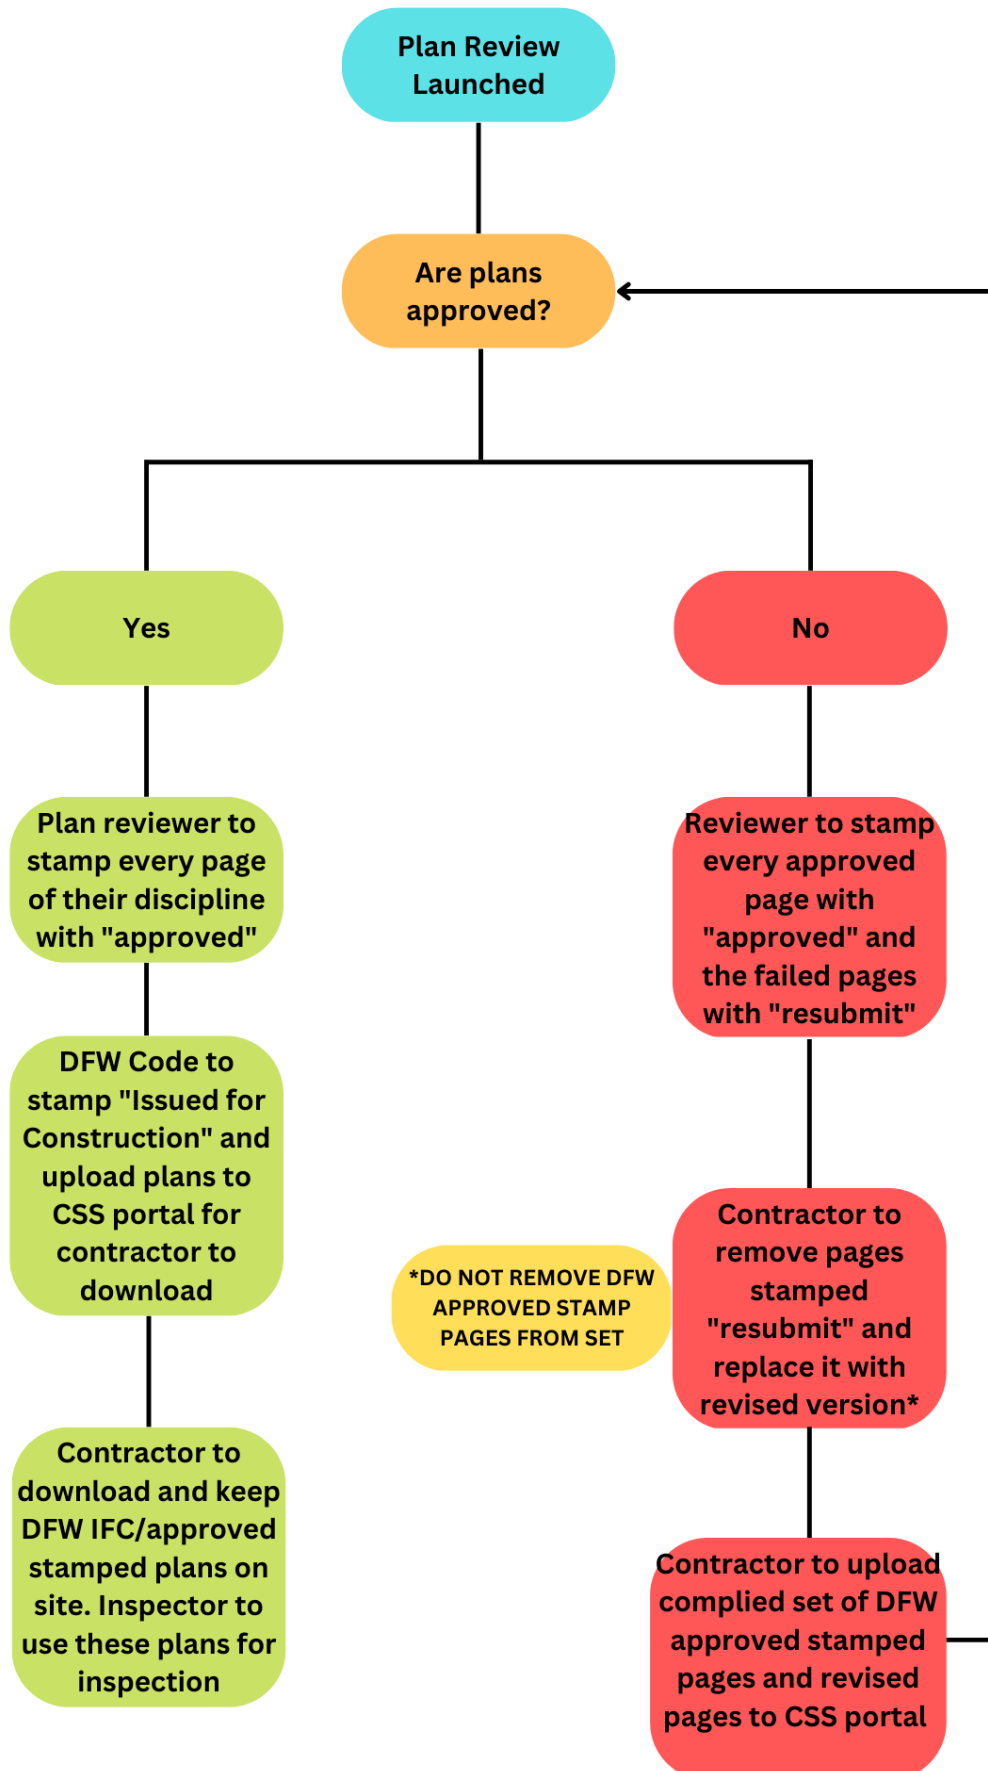 Plan Review
Launched
Are plans
approved?
Yes
No
Plan reviewer to
stamp every page
of their discipline
with "approved"
Reviewer to stamp
every approved
page with
"approved" and
the failed pages
with "resubmit"
DFW Code to
stamp "Issued for
Construction" and
upload plans to
CSS portal for
contractor to
download
*DO NOT REMOVE DFW
APPROVED STAMP
PAGES FROM SET
Contractor to
remove pages
stamped
"resubmit" and
replace it with
revised version*
Contractor to
download and keep
DFW IFC/approved
stamped plans on
site. Inspector to
use these plans for
inspection
Contractor to upload
complied set of DFW
approved stamped
pages and revised
pages to CSS portal